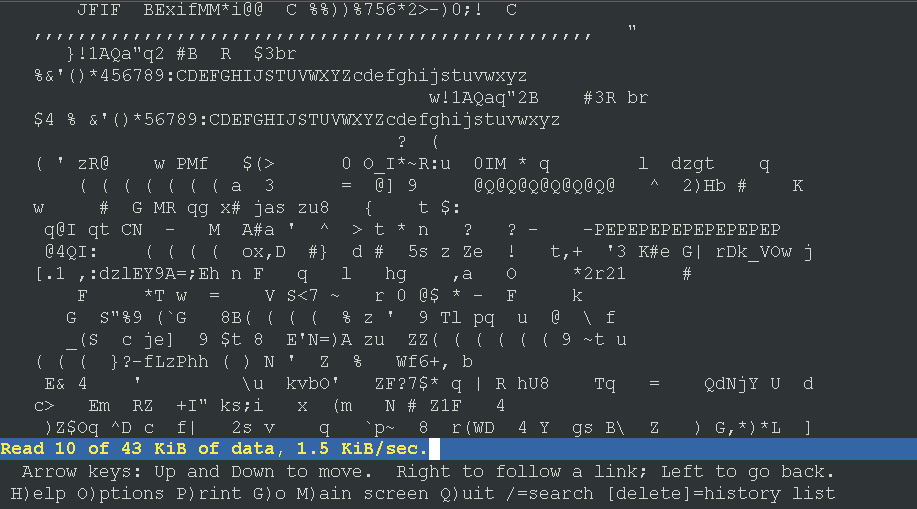 JFIF   BExifMM*i@@  C %%))%756*2>-)0;!  C
,,,,,,,,,,,,,,,,,,,,,,,,,,,,,,,,,,,,,,,,,,,,,,,,,,,   "
}!1AQa"q2 #B  R  $3br
%&'()*456789:CDEFGHIJSTUVWXYZcdefghijstuvwxyz
w!1AQaq"2B    #3R br
$4 % &'()*56789:CDEFGHIJSTUVWXYZcdefghijstuvwxyz
?  (
( ' zR@    w PMf   $(>      0 O_I*~R:u  0IM * q        l  dzgt    q
( ( ( ( ( ( ( a  3      =  @] 9     @Q@Q@Q@Q@Q@Q@   ^  2)Hb #    K
w     #  G MR qg x# jas zu8   {    t $:
q@I qt CN  -   M  A#a '  ^  > t * n   ?  ? -    -PEPEPEPEPEPEPEPEP
@4QI:    ( ( ( (  ox,D  #}  d #  5s z Ze  !   t,+  '3 K#e G| rDk_VOw j
[.1 ,:dzlEY9A=;Eh n F   q   l   hg    ,a   O     *2r21     #
F     *T w  =    V S<7 ~   r 0 @$ * -  F     k
G  S"%9 (`G   8B( ( ( (  % z '  9 Tl pq  u  @  \ f
_(S  c je]  9 $t 8  E'N=)A zu  ZZ( ( ( ( ( ( 9 ~t u
( ( (  }?-fLzPhh ( ) N '  Z  %   Wf6+, b
E& 4    '         \u  kvbO'   ZF?7$* q | R hU8    Tq   =    QdNjY U  d
c>   Em  RZ  +I" ks;i   x  (m   N # Z1F   4
)Z$Oq ^D c  f|   2s v    q   `p~  8  r(WD  4 Y  gs B\  Z   ) G,*)*L  ]
Read 10 of 43 KiB of data, 1.5 KiB/sec.
Arrow keys: Up and Down to move.  Right to follow a link; Left to go back.
H)elp O)ptions P)rint G)o M)ain screen Q)uit /=search [delete]=history list